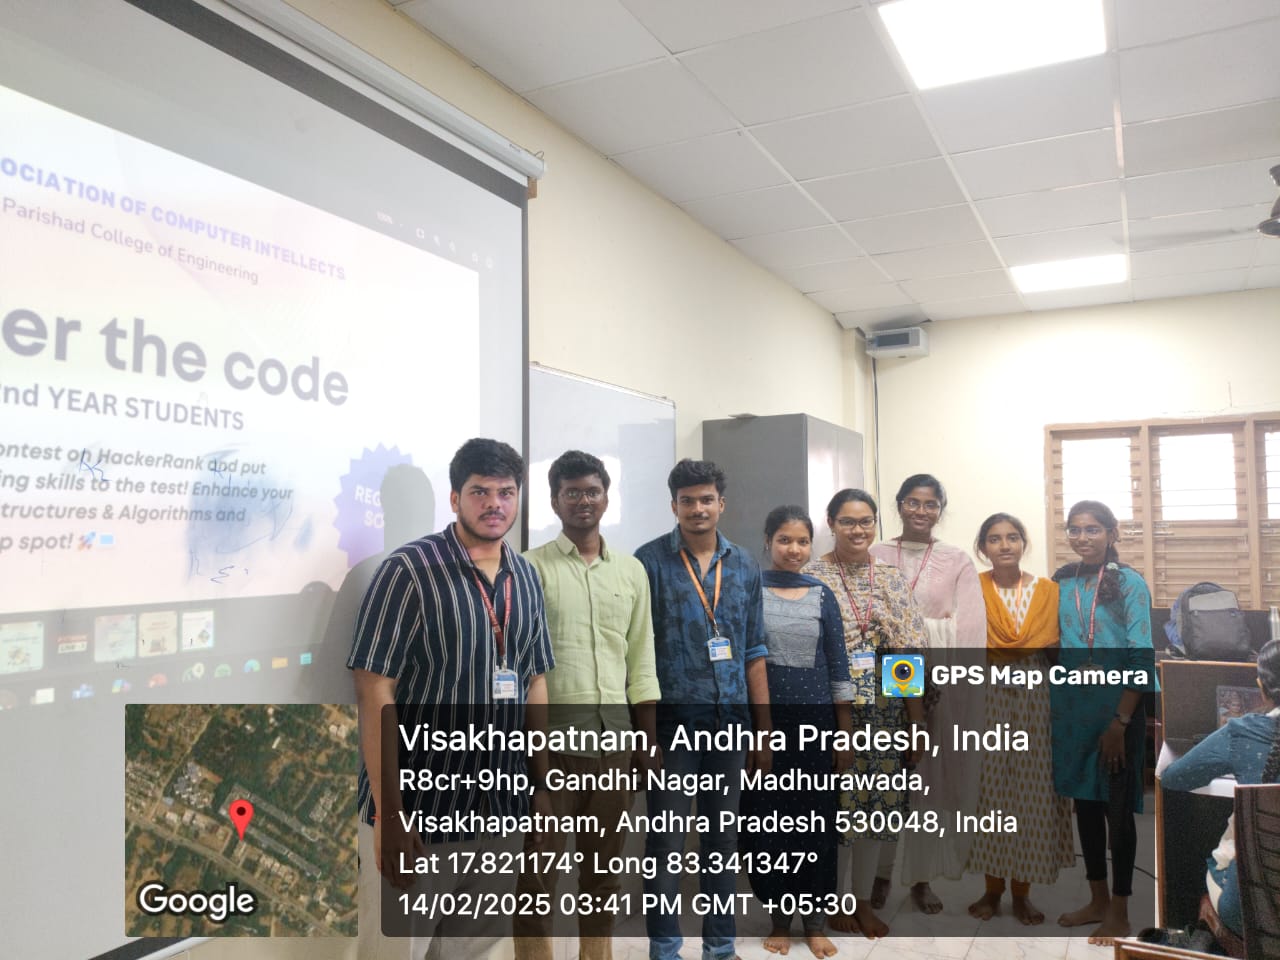 OCIATION OF COMPUTER INTELLECTS
Parishad College of Engineering
er the code
2nd YEAR STUDENTS
ontest on HackerRank and put
ing skills to the test! Enhance your
tructures & Algorithms and
p spot!
GPS Map Camera
Visakhapatnam, Andhra Pradesh, India
R8cr+9hp, Gandhi Nagar, Madhurawada,
Visakhapatnam, Andhra Pradesh 530048, India
Lat 17.821174° Long 83.341347°
14/02/2025 03:41 PM GMT +05:30
Google